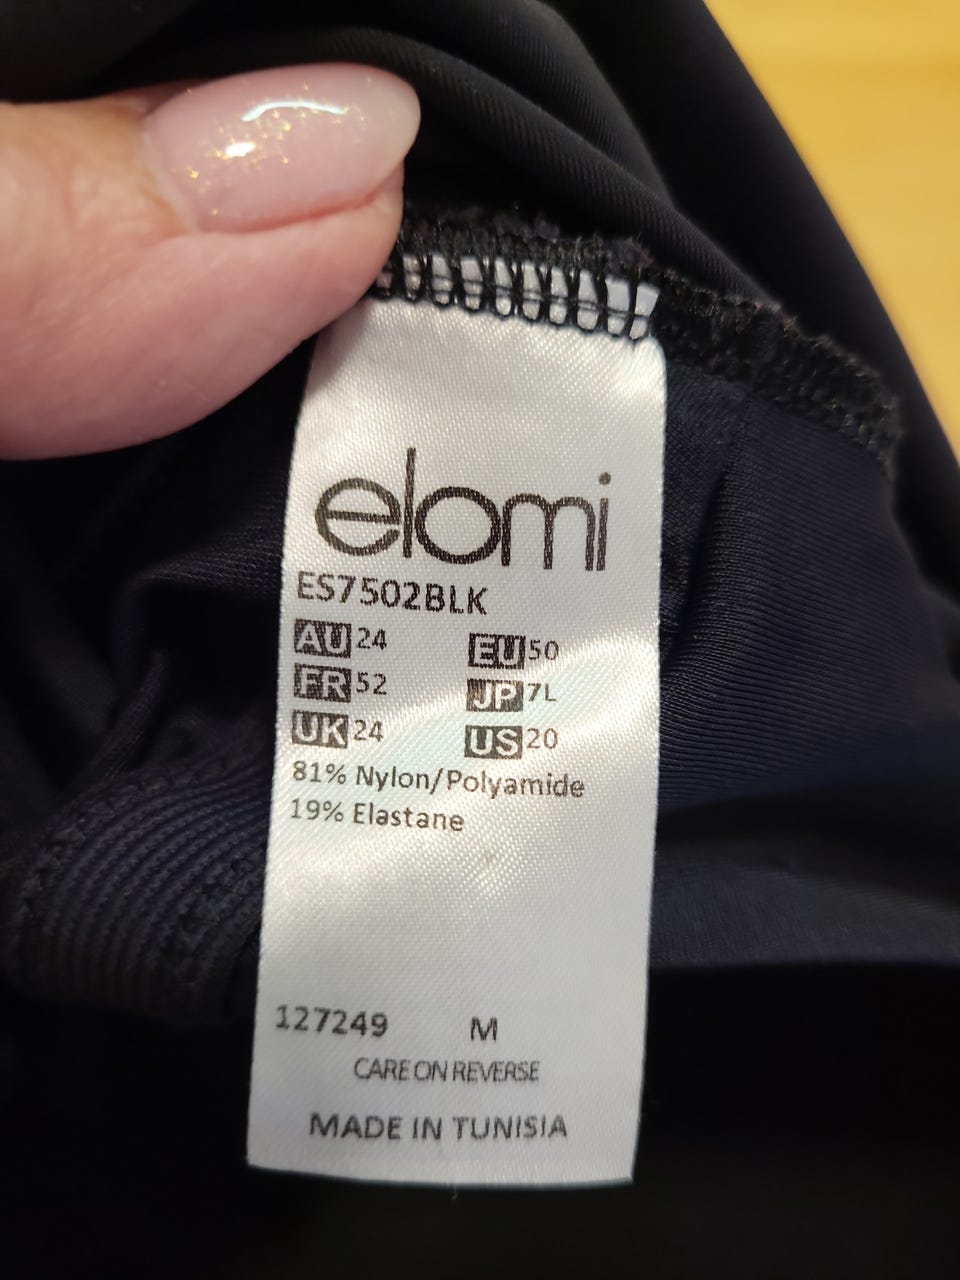 elomi
ES7502BLK
AU 24 EU 50
FR 52 JP 7L
UK 24 US 20
81% Nylon/Polyamide
19% Elastane
127249 M
CARE ON REVERSE
MADE IN TUNISIA